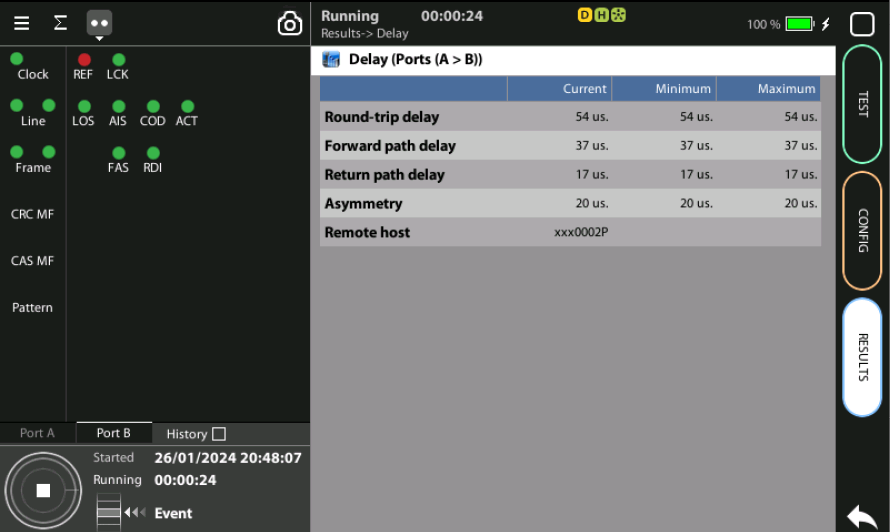 Running 00:00:24 D H 100 %
Results-> Delay
Delay (Ports (A > B))
Current Minimum Maximum
Round-trip delay 54 us. 54 us. 54 us.
Forward path delay 37 us. 37 us. 37 us.
Return path delay 17 us. 17 us. 17 us.
Asymmetry 20 us. 20 us. 20 us.
Remote host xxx0002P
Clock REF LCK
Line LOS AIS COD ACT
Frame FAS RDI
CRC MF
CAS MF
Pattern
Port A Port B History
Started 26/01/2024 20:48:07
Running 00:00:24
Event
TEST
CONFIG
RESULTS